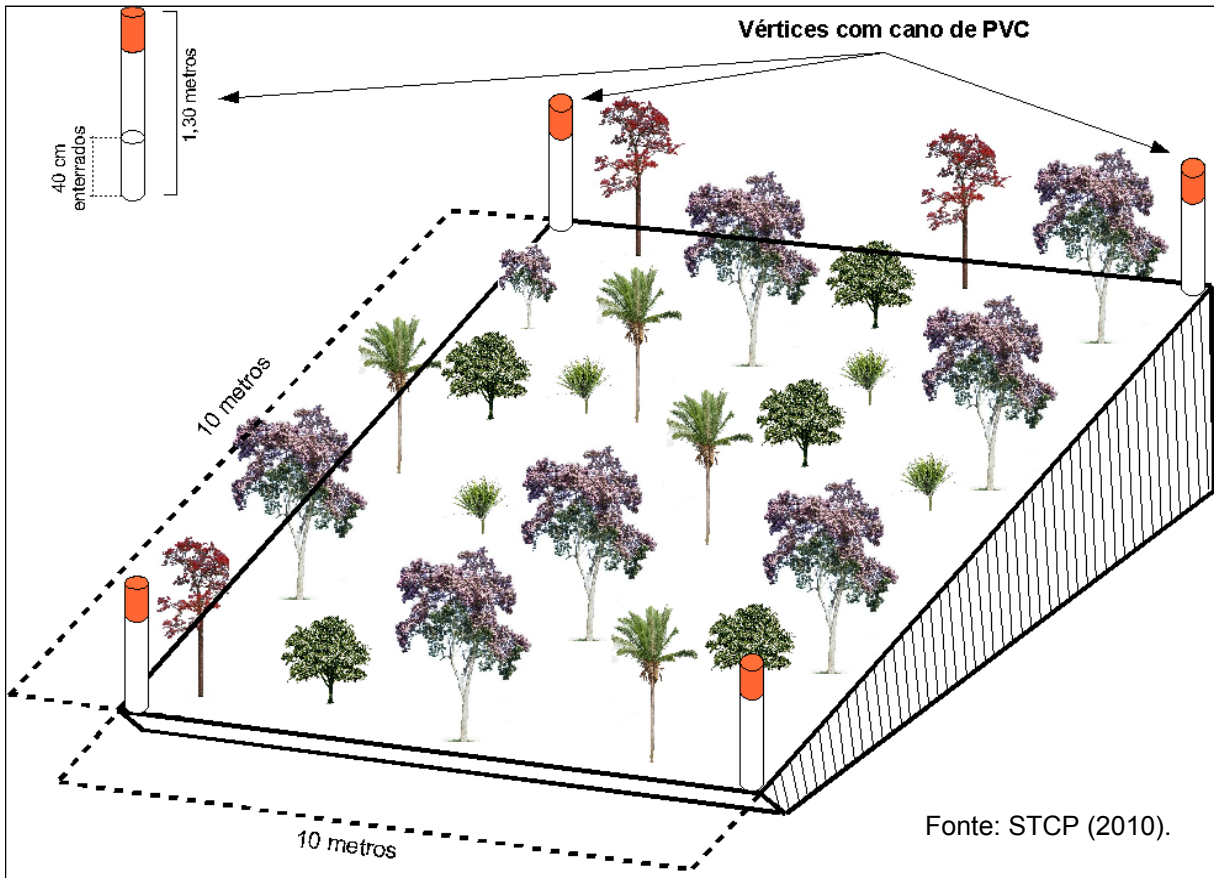 Vértices com cano de PVC
1,30 metros
40 cm
enterrados
10 metros
10 metros
Fonte: STCP (2010).